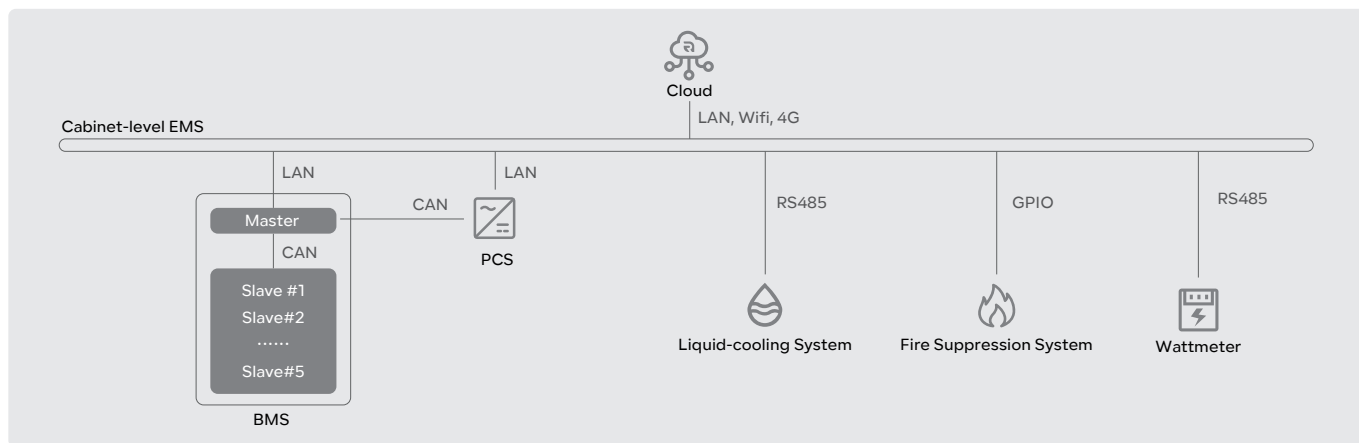 Cloud
LAN, Wifi, 4G
Cabinet-level EMS
LAN
LAN
RS485
GPIO
RS485
CAN
Master
CAN
PCS
Slave #1
Slave#2
......
Slave#5
BMS
Liquid-cooling System
Fire Suppression System
Wattmeter